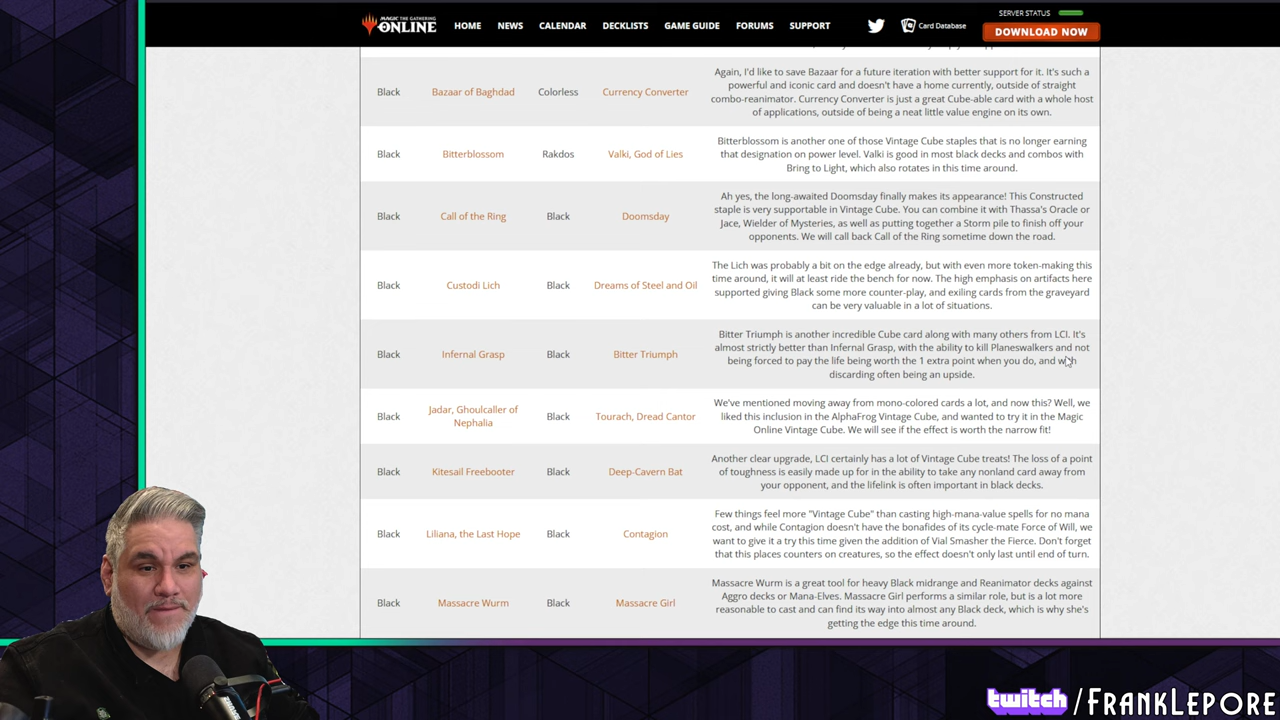 MAGIC THE GATHERING
ONLINE
HOME NEWS CALENDAR DECKLISTS GAME GUIDE FORUMS SUPPORT
Card Database
SERVER STATUS
DOWNLOAD NOW
Black Bazaar of Baghdad Colorless Currency Converter
Again, I'd like to save Bazaar for a future iteration with better support for it. It's such a
powerful and iconic card and doesn't have a home currently, outside of straight
combo-reanimator. Currency Converter is just a great Cube-able card with a whole host
of applications, outside of being a neat little value engine on its own.
Black Bitterblossom Rakdos Valki, God of Lies
Bitterblossom is another one of those Vintage Cube staples that is no longer earning
that designation on power level. Valki is good in most black decks and combos with
Bring to Light, which also rotates in this time around.
Black Call of the Ring Black Doomsday
Ah yes, the long-awaited Doomsday finally makes its appearance! This Constructed
staple is very supportable in Vintage Cube. You can combine it with Thassa's Oracle or
Jace, Wielder of Mysteries, as well as putting together a Storm pile to finish off your
opponents. We will call back Call of the Ring sometime down the road.
Black Custodi Lich Black Dreams of Steel and Oil
The Lich was probably a bit on the edge already, but with even more token-making this
time around, it will at least ride the bench for now. The high emphasis on artifacts here
supported giving Black some more counter-play, and exiling cards from the graveyard
can be very valuable in a lot of situations.
Black Infernal Grasp Black Bitter Triumph
Bitter Triumph is another incredible Cube card along with many others from LCI. It's
almost strictly better than Infernal Grasp, with the ability to kill Planeswalkers and not
being forced to pay the life being worth the 1 extra point when you do, and with
discarding often being an upside.
Black Jadar, Ghoulcaller of
Nephalia Black Tourach, Dread Cantor
We've mentioned moving away from mono-colored cards a lot, and now this? Well, we
liked this inclusion in the AlphaFrog Vintage Cube, and wanted to try it in the Magic
Online Vintage Cube. We will see if the effect is worth the narrow fit!
Black Kitesail Freebooter Black Deep-Cavern Bat
Another clear upgrade, LCI certainly has a lot of Vintage Cube treats! The loss of a point
of toughness is easily made up for in the ability to take any nonland card away from
your opponent, and the lifelink is often important in black decks.
Black Liliana, the Last Hope Black Contagion
Few things feel more "Vintage Cube" than casting high-mana-value spells for no mana
cost, and while Contagion doesn't have the bonafides of its cycle-mate Force of Will, we
want to give it a try this time given the addition of Vial Smasher the Fierce. Don't forget
that this places counters on creatures, so the effect doesn't only last until end of turn.
Black Massacre Wurm Black Massacre Girl
Massacre Wurm is a great tool for heavy Black midrange and Reanimator decks against
Aggro decks or Mana-Elves. Massacre Girl performs a similar role, but is a lot more
reasonable to cast and can find its way into almost any Black deck, which is why she's
getting the edge this time around.
twitch/FRANKLEPORE